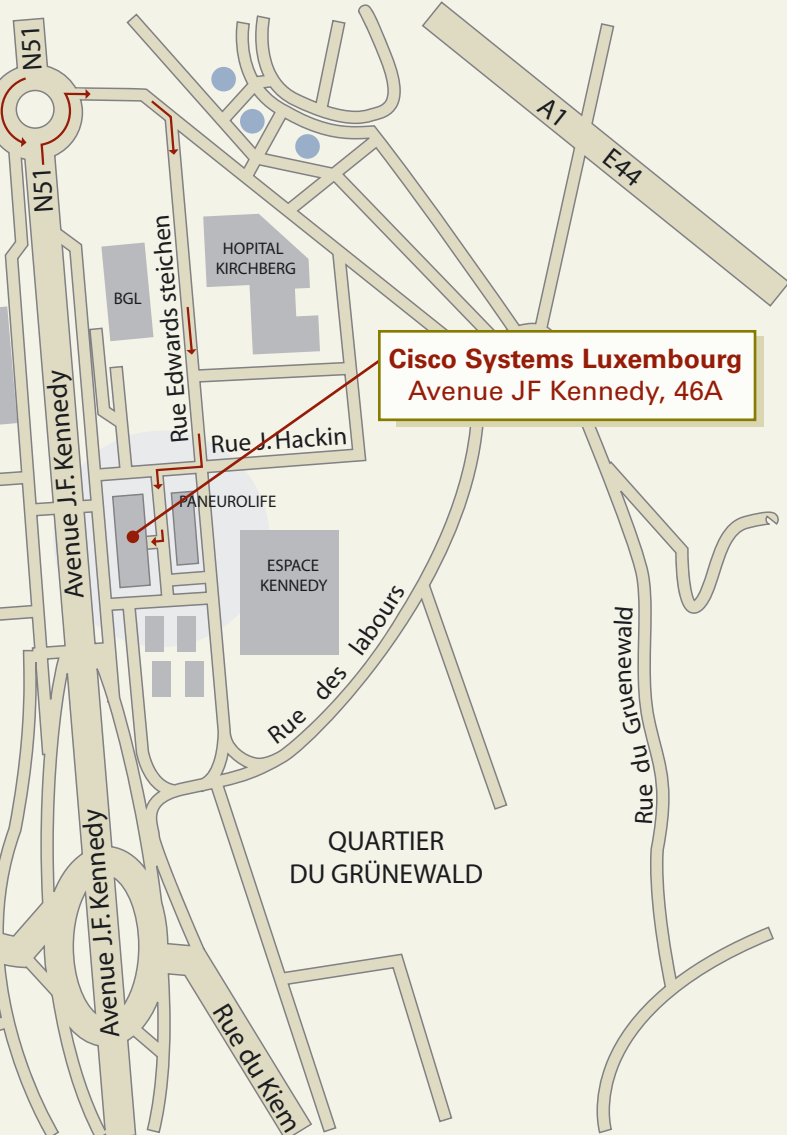 N51
A1
E44
N51
HOPITAL
KIRCHBERG
BGL
Rue Edwards steichen
Cisco Systems Luxembourg
Avenue JF Kennedy, 46A
Rue J. Hackin
Avenue J.F. Kennedy
PANEUROLIFE
ESPACE
KENNEDY
Rue des labours
Rue du Gruenewald
QUARTIER
DU GRÜNEWALD
Avenue J.F. Kennedy
Rue du Kiem